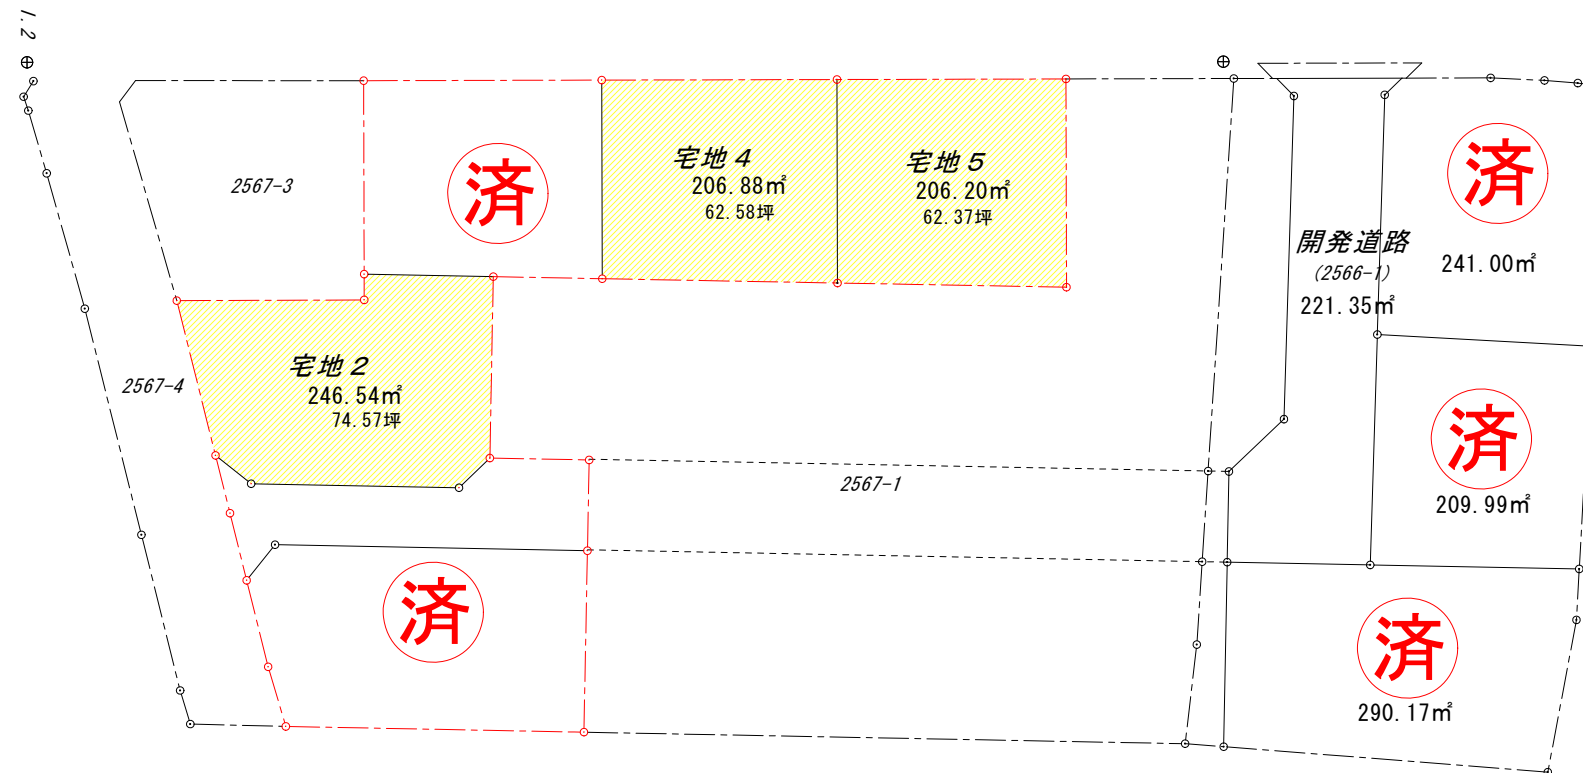 1.2
2567-3
済
宅地4
206.88㎡
62.58坪
宅地5
206.20㎡
62.37坪
開発道路
(2566-1)
221.35㎡
済
241.00㎡
2567-4
宅地2
246.54㎡
74.57坪
2567-1
済
209.99㎡
済
済
290.17㎡